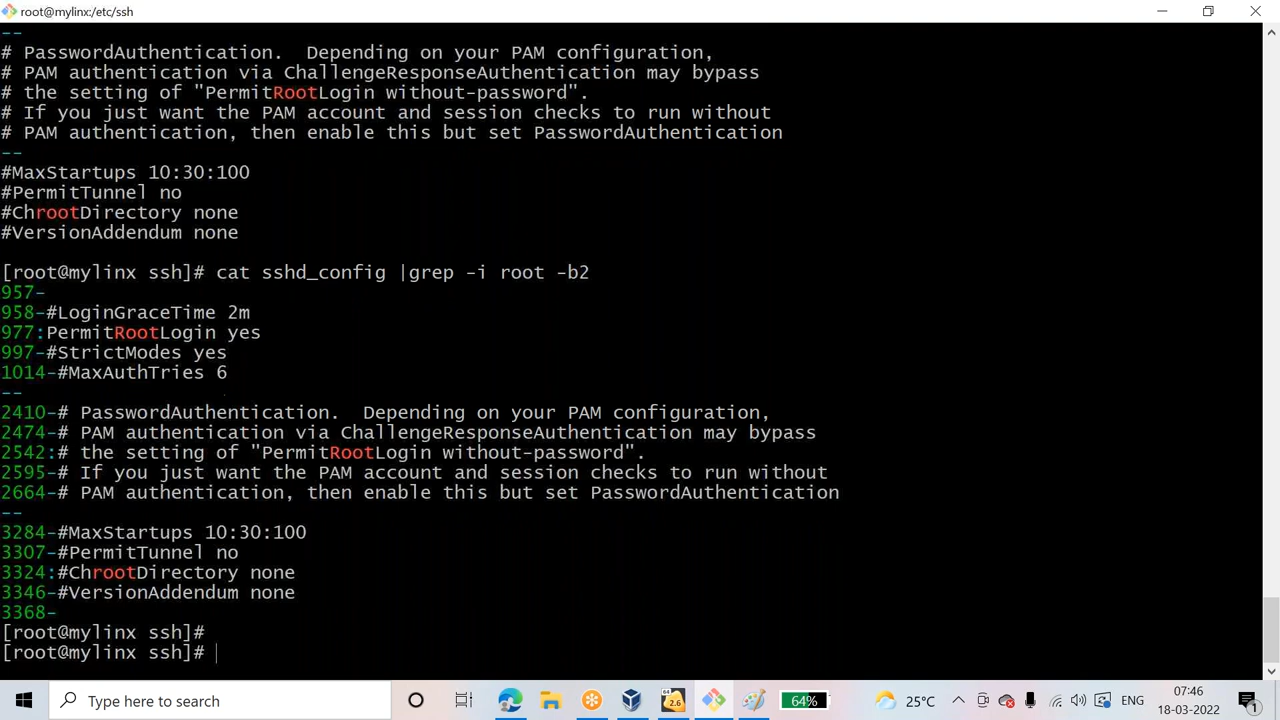 root@mylinx:/etc/ssh
--
# PasswordAuthentication.  Depending on your PAM configuration,
# PAM authentication via ChallengeResponseAuthentication may bypass
# the setting of "PermitRootLogin without-password".
# If you just want the PAM account and session checks to run without
# PAM authentication, then enable this but set PasswordAuthentication
--
#MaxStartups 10:30:100
#PermitTunnel no
#ChrootDirectory none
#VersionAddendum none
[root@mylinx ssh]# cat sshd_config |grep -i root -b2
957-
958-#LoginGraceTime 2m
977:PermitRootLogin yes
997-#StrictModes yes
1014-#MaxAuthTries 6
--
2410-# PasswordAuthentication.  Depending on your PAM configuration,
2474-# PAM authentication via ChallengeResponseAuthentication may bypass
2542:# the setting of "PermitRootLogin without-password".
2595-# If you just want the PAM account and session checks to run without
2664-# PAM authentication, then enable this but set PasswordAuthentication
--
3284-#MaxStartups 10:30:100
3307-#PermitTunnel no
3324:#ChrootDirectory none
3346-#VersionAddendum none
3368-
[root@mylinx ssh]#
[root@mylinx ssh]#
Type here to search
64
2.6
64%
25°C
ENG
07:46
18-03-2022
1